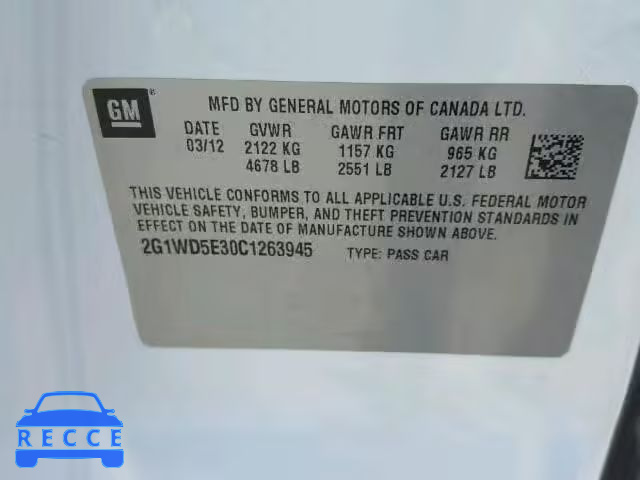 GM ®
MFD BY GENERAL MOTORS OF CANADA LTD.
DATE GVWR GAWR FRT GAWR RR
03/12 2122 KG 1157 KG 965 KG
4678 LB 2551 LB 2127 LB
THIS VEHICLE CONFORMS TO ALL APPLICABLE U.S. FEDERAL MOTOR
VEHICLE SAFETY, BUMPER, AND THEFT PREVENTION STANDARDS IN
EFFECT ON THE DATE OF MANUFACTURE SHOWN ABOVE.
2G1WD5E30C1263945 TYPE: PASS CAR
RECCE